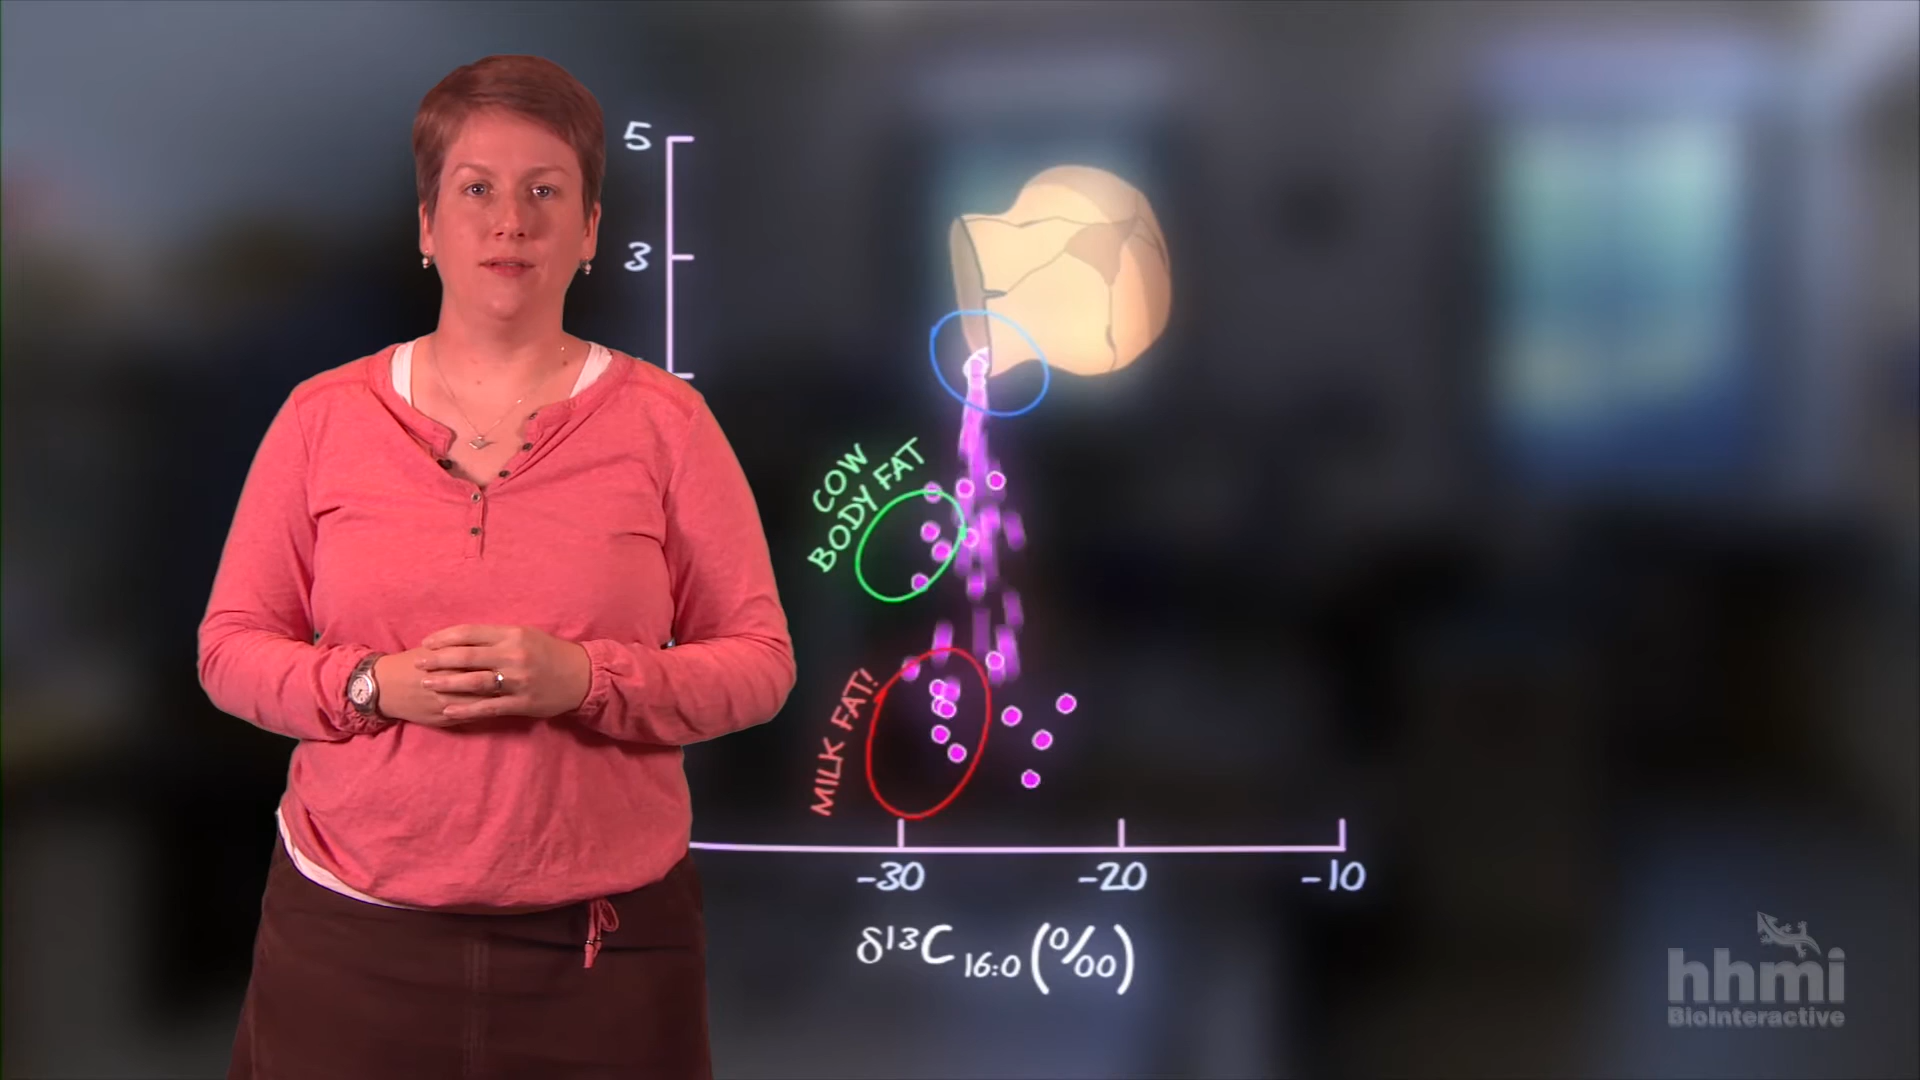 5
3
COW
BODY FAT
MILK FAT!
-30 -20 -10
δ¹³C₁₆:₀ (‰)
hhmi
BioInteractive